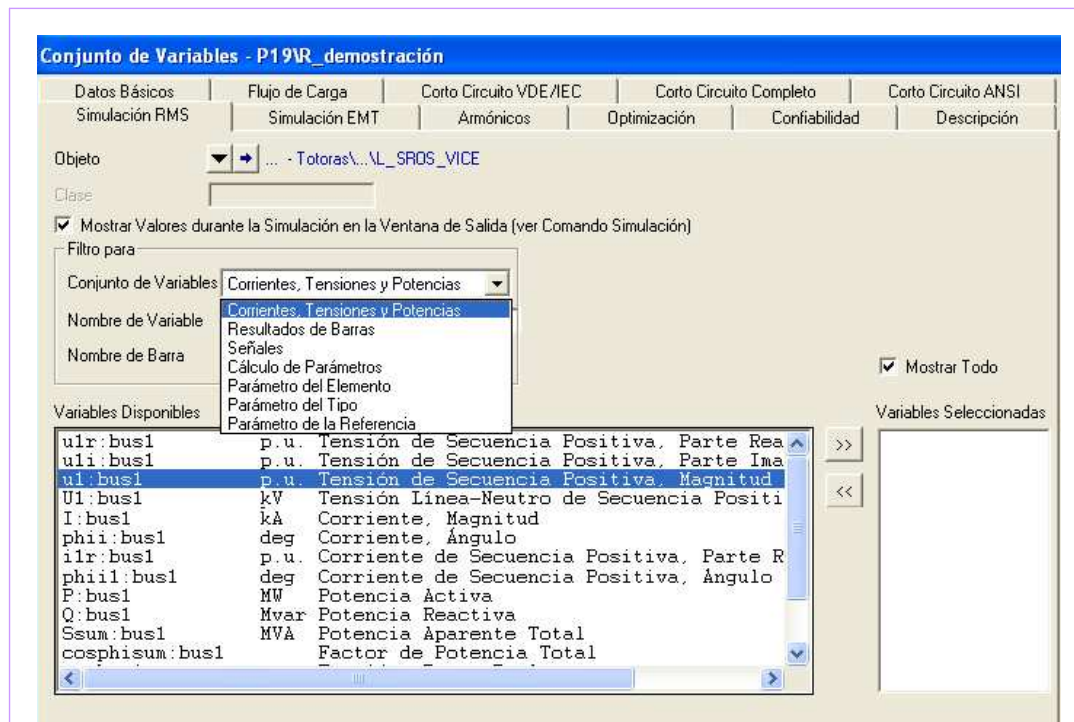 Conjunto de Variables - P19\R_demostración
Datos Básicos Flujo de Carga Corto Circuito VDE/IEC Corto Circuito Completo Corto Circuito ANSI
Simulación RMS Simulación EMT Armónicos Optimización Confiabilidad Descripción
Objeto ... - Totoras\...\L_SROS_VICE
Clase
Mostrar Valores durante la Simulación en la Ventana de Salida (ver Comando Simulación)
Filtro para
Conjunto de Variables Corrientes, Tensiones y Potencias
Corrientes, Tensiones y Potencias
Nombre de Variable
Resultados de Barras
Señales
Nombre de Barra
Cálculo de Parámetros
Mostrar Todo
Parámetro del Elemento
Parámetro del Tipo
Variables Disponibles
Variables Seleccionadas
Parámetro de la Referencia
u1r:bus1 p.u. Tensión de Secuencia Positiva, Parte Rea
u1i:bus1 p.u. Tensión de Secuencia Positiva, Parte Ima
u1:bus1 p.u. Tensión de Secuencia Positiva, Magnitud
U1:bus1 kV Tensión Línea-Neutro de Secuencia Positi
I:bus1 kA Corriente, Magnitud
phii:bus1 deg Corriente, Ángulo
i1r:bus1 p.u. Corriente de Secuencia Positiva, Parte R
phii1:bus1 deg Corriente de Secuencia Positiva, Ángulo
P:bus1 MW Potencia Activa
Q:bus1 Mvar Potencia Reactiva
Ssum:bus1 MVA Potencia Aparente Total
cosphisum:bus1 Factor de Potencia Total
>>
<<